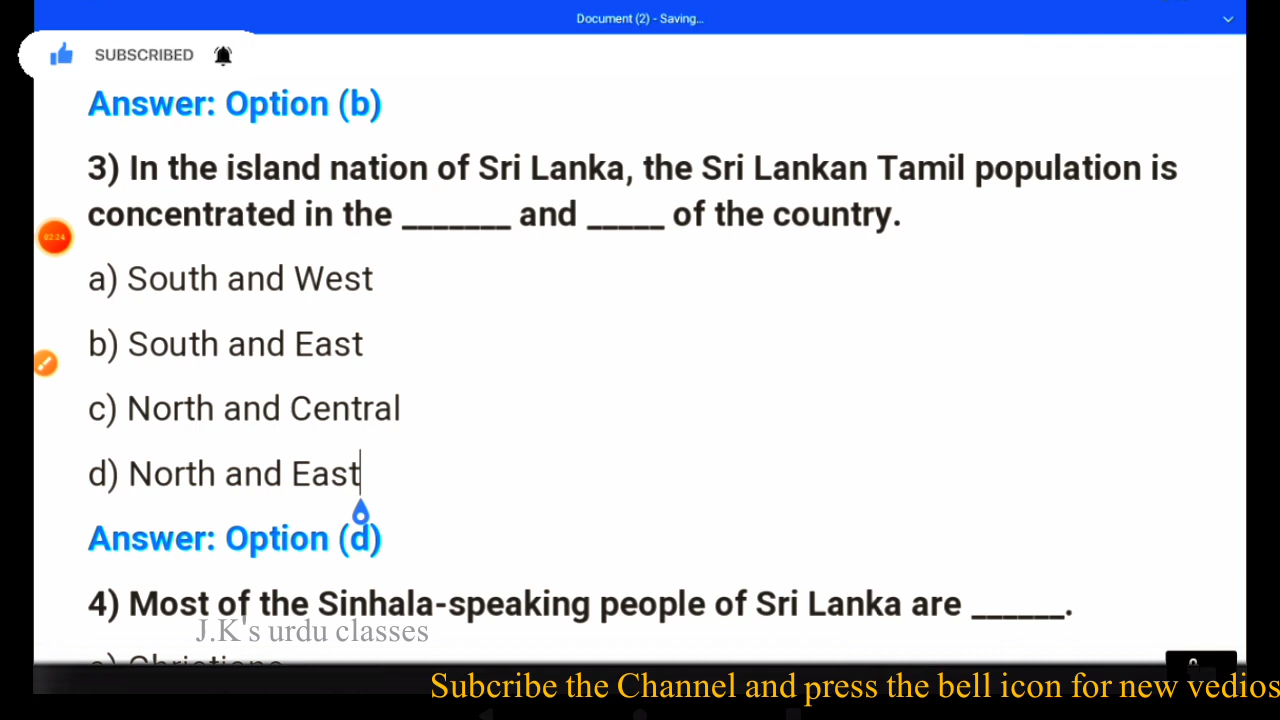 Document (2) - Saving...
SUBSCRIBED
Answer: Option (b)
3) In the island nation of Sri Lanka, the Sri Lankan Tamil population is
concentrated in the _______ and _____ of the country.
02:24
a) South and West
b) South and East
c) North and Central
d) North and East
Answer: Option (d)
4) Most of the Sinhala-speaking people of Sri Lanka are ______.
J.K's urdu classes
Subcribe the Channel and press the bell icon for new vedios